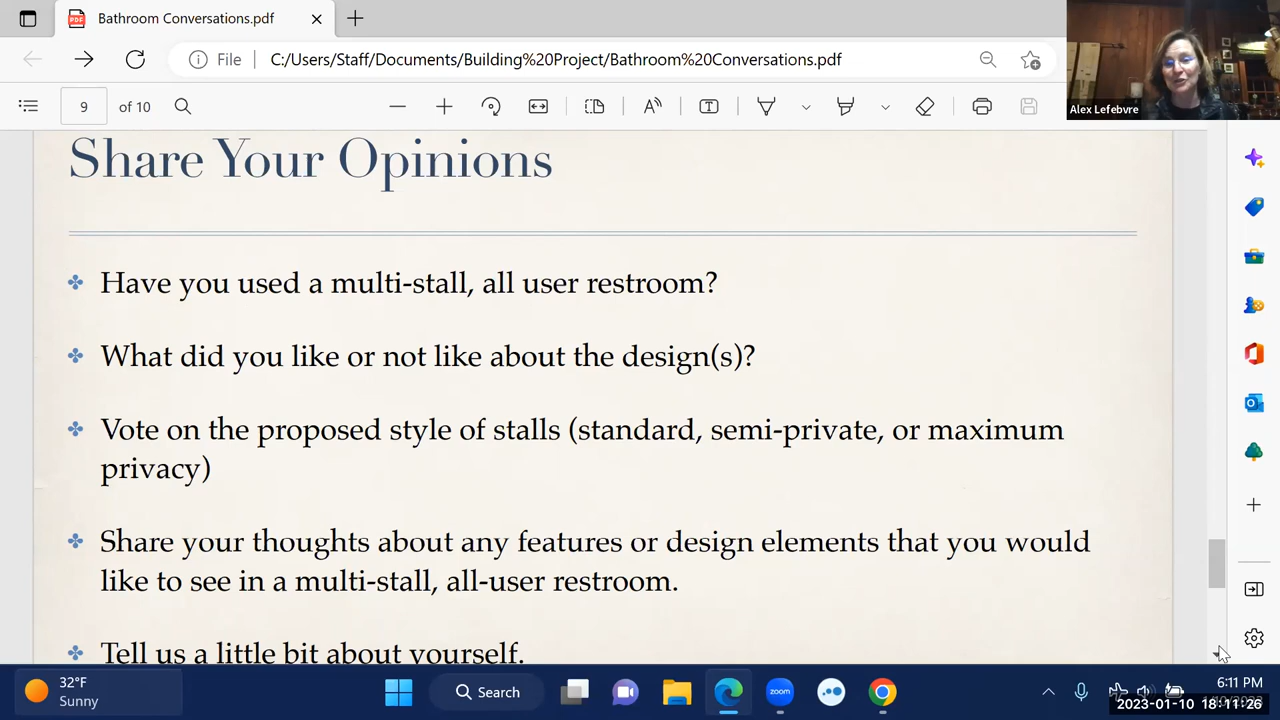 Bathroom Conversations.pdf
File
C:/Users/Staff/Documents/Building%20Project/Bathroom%20Conversations.pdf
9
of 10
Alex Lefebvre
Share Your Opinions
Have you used a multi-stall, all user restroom?
What did you like or not like about the design(s)?
Vote on the proposed style of stalls (standard, semi-private, or maximum
privacy)
Share your thoughts about any features or design elements that you would
like to see in a multi-stall, all-user restroom.
Tell us a little bit about yourself.
32°F
Sunny
Search
zoom
6:11 PM
2023-01-10 18:11:26